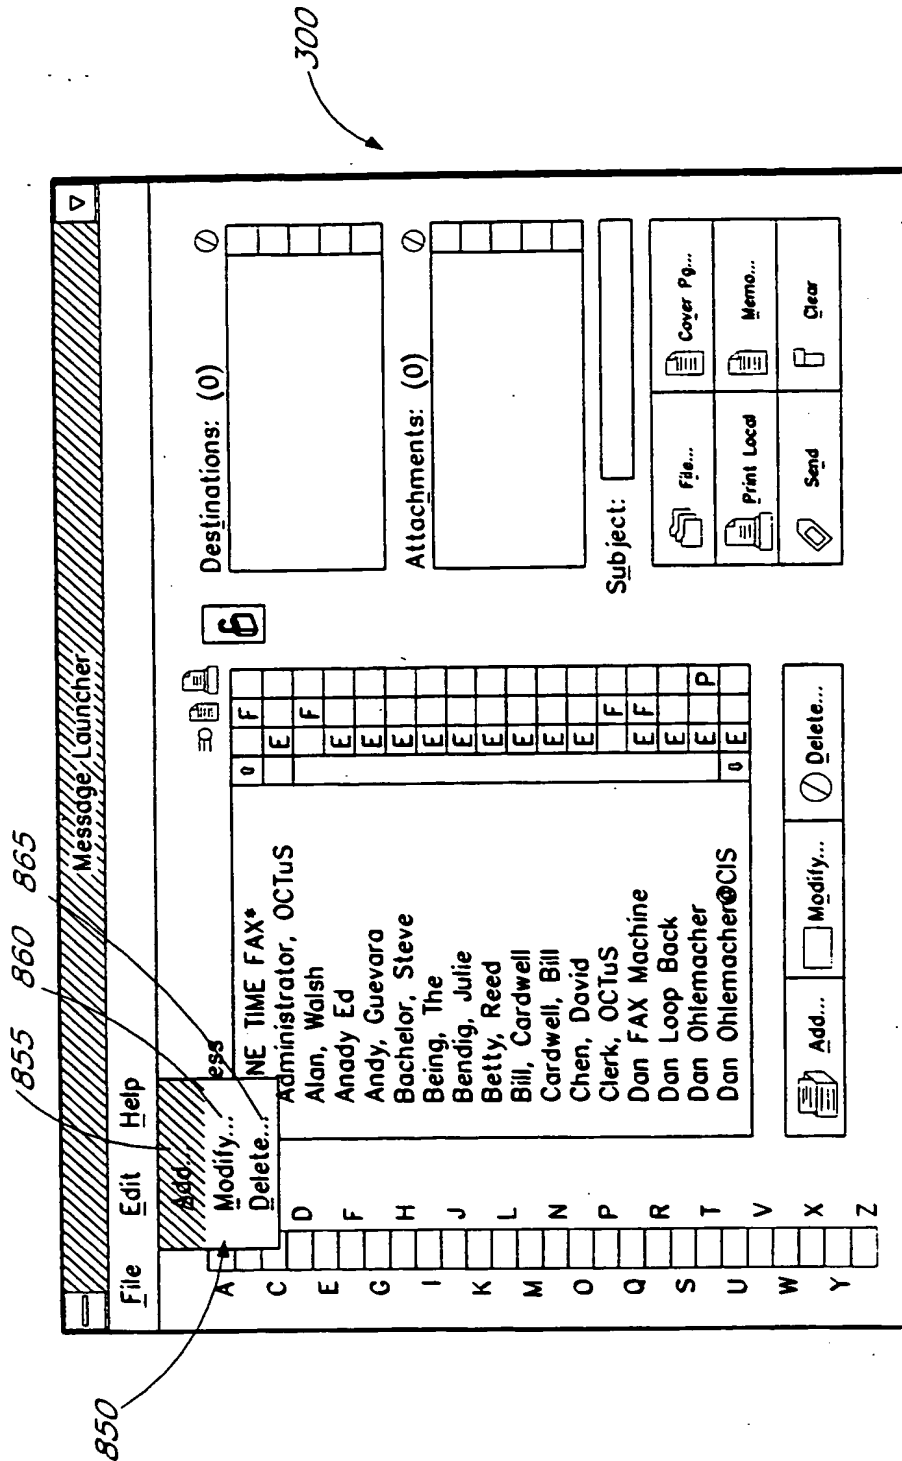 850
855
860
865
300
Message Launcher
File Edit Help
Add...
Modify...
Delete...
ess
NE TIME FAX*
Administrator, OCTuS
Alan, Walsh
Anady Ed
Andy, Guevara
Bachelor, Steve
Being, The
Bendig, Julie
Betty, Reed
Bill, Cardwell
Cardwell, Bill
Chen, David
Clerk, OCTuS
Dan FAX Machine
Dan Loop Back
Dan Ohlemacher
Dan Ohlemacher@CIS
F
E
F
E
E
E
E
E
E
E
E
E
F
E F
E
E P
E
A
C
D
E
F
G
H
I
J
K
L
M
N
O
P
Q
R
S
T
U
V
W
X
Y
Z
Add...
Modify...
Delete...
Destinations: (0)
Attachments: (0)
Subject:
File...
Cover Pg...
Print Local
Memo...
Send
Clear